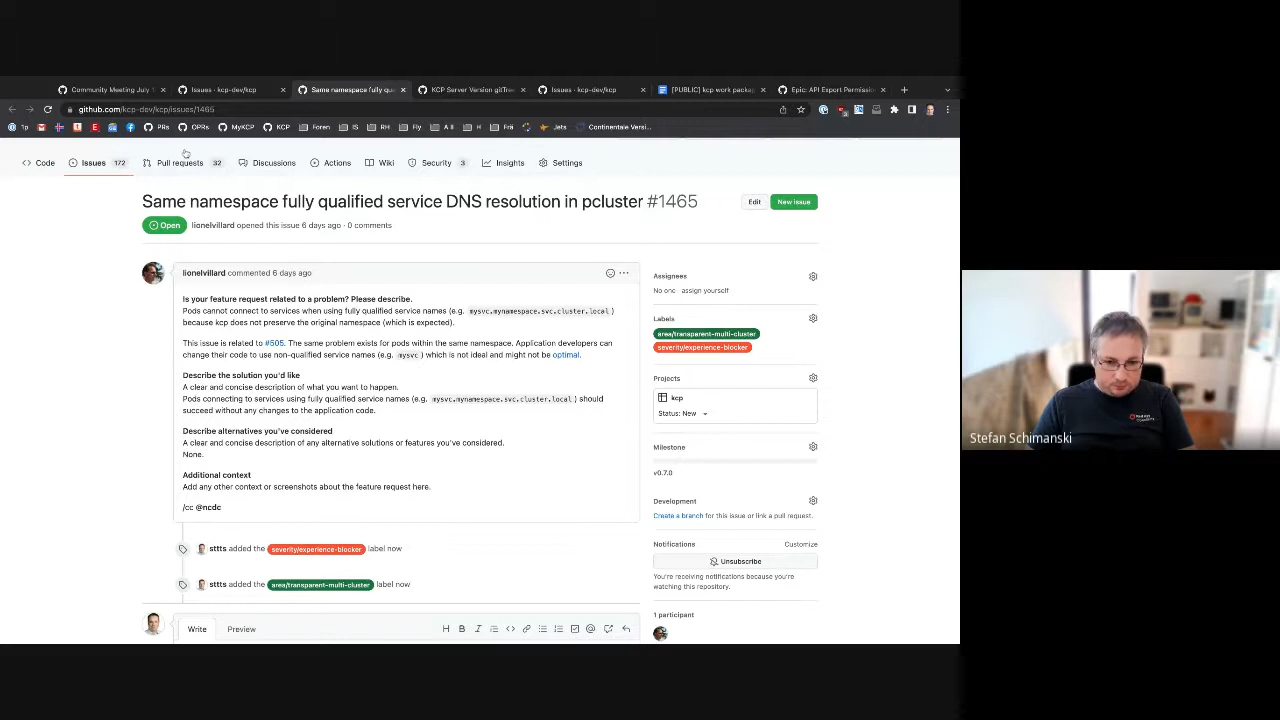 Community Meeting July 1
Issues · kcp-dev/kcp
Same namespace fully qu
KCP Server Version gitTre
Issues · kcp-dev/kcp
[PUBLIC] kcp work packa
Epic: API Export Permiss
github.com/kcp-dev/kcp/issues/1465
1p
PRs
OPRs
MyKCP
KCP
Foren
IS
RH
Fly
A II
H
Frä
Jets
Continentale Versi...
Code
Issues 172
Pull requests 32
Discussions
Actions
Wiki
Security 3
Insights
Settings
Same namespace fully qualified service DNS resolution in pcluster #1465
Edit
New issue
Open
lionelvillard opened this issue 6 days ago · 0 comments
lionelvillard commented 6 days ago
Is your feature request related to a problem? Please describe.
Pods cannot connect to services when using fully qualified service names (e.g. mysvc.mynamespace.svc.cluster.local)
because kcp does not preserve the original namespace (which is expected).
This issue is related to #505. The same problem exists for pods within the same namespace. Application developers can
change their code to use non-qualified service names (e.g. mysvc) which is not ideal and might not be optimal.
Describe the solution you'd like
A clear and concise description of what you want to happen.
Pods connecting to services using fully qualified service names (e.g. mysvc.mynamespace.svc.cluster.local) should
succeed without any changes to the application code.
Describe alternatives you've considered
A clear and concise description of any alternative solutions or features you've considered.
None.
Additional context
Add any other context or screenshots about the feature request here.
/cc @ncdc
sttts added the severity/experience-blocker label now
sttts added the area/transparent-multi-cluster label now
Write
Preview
Assignees
No one · assign yourself
Labels
area/transparent-multi-cluster
severity/experience-blocker
Projects
kcp
Status: New
Milestone
v0.7.0
Development
Create a branch for this issue or link a pull request.
Notifications
Customize
Unsubscribe
You're receiving notifications because you're
watching this repository.
1 participant
Stefan Schimanski